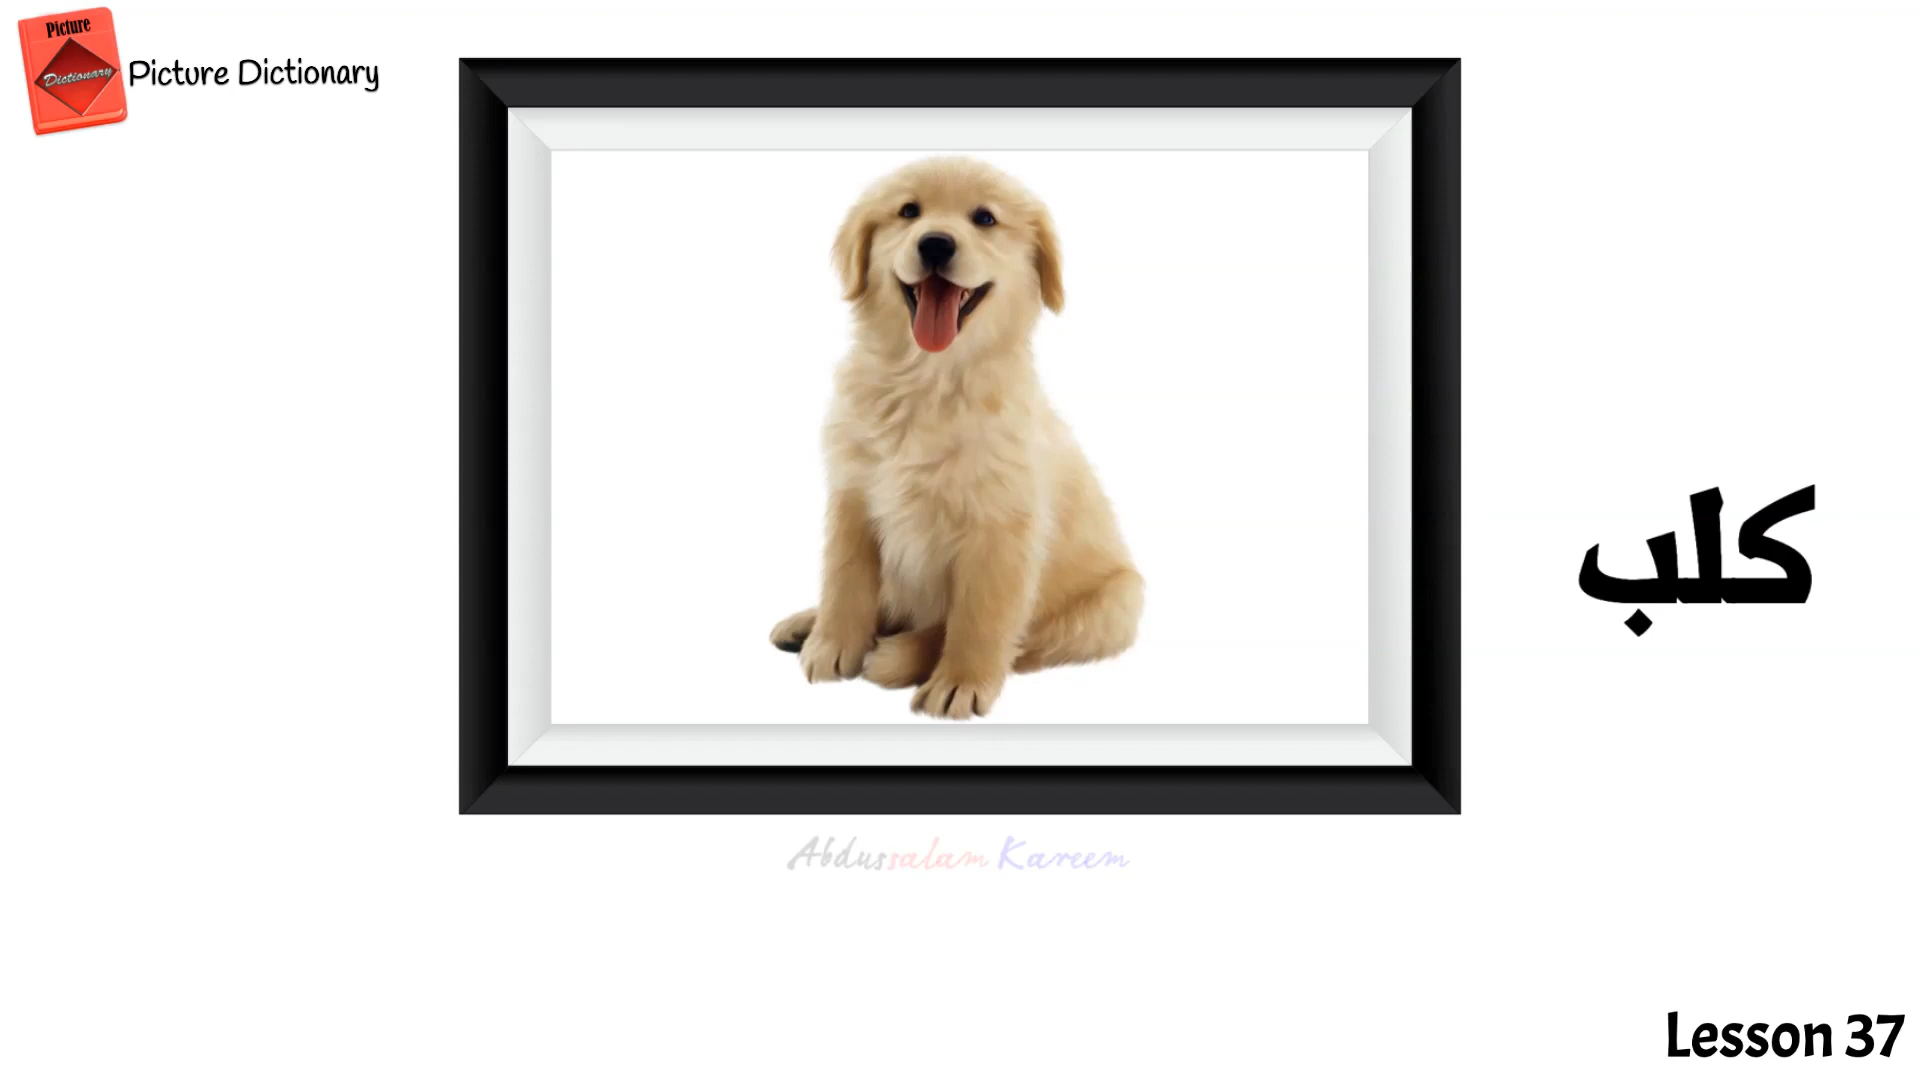 Picture
Dictionary
Picture Dictionary
كلب
Abdussalam Kareem
Lesson 37